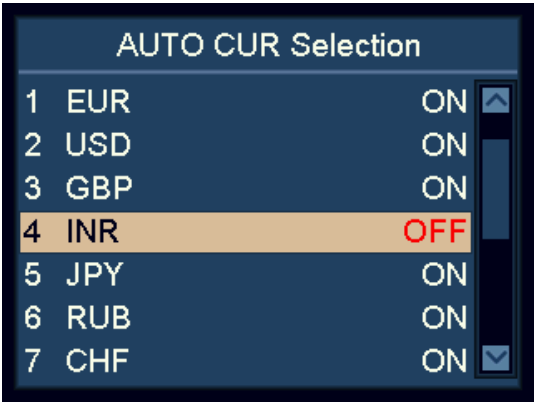 AUTO CUR Selection
1 EUR ON
2 USD ON
3 GBP ON
4 INR OFF
5 JPY ON
6 RUB ON
7 CHF ON